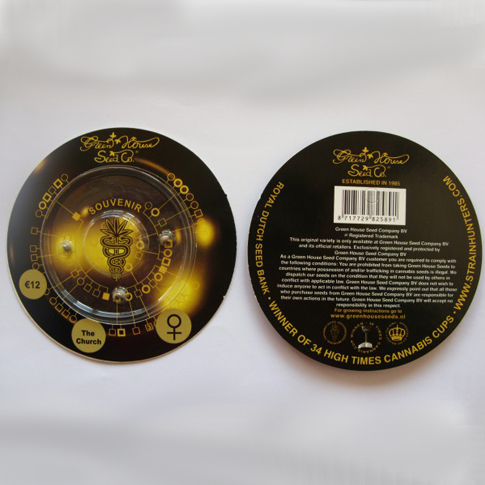 Green House
Seed Co.
SOUVENIR
€12
The
Church
Green House
Seed Co.
ESTABLISHED IN 1985
8 717729 825891
Green House Seed Company BV
® Registered Trademark
This original variety is only available at Green House Seed Company BV
and its official retailers. Exclusively registered and protected by
Green House Seed Company BV
As a Green House Seed Company BV customer you are required to comply with
the following conditions: You are prohibited from taking Green House Seeds to
countries where possession of and/or trafficking in cannabis seeds is illegal. We
dispatch our seeds on the condition that they will not be used by others in
conflict with applicable law. Green House Seed Company BV does not wish to
induce anyone to act in conflict with the law. We expressly point out that all those
who purchase seeds from Green House Seed Company BV are responsible for
their own actions in the future. Green House Seed Company BV will accept no
responsibility in this respect.
For growing instructions go to
www.greenhouseseeds.nl
ROYAL DUTCH SEED BANK • WINNER OF 34 HIGH TIMES CANNABIS CUPS • WWW.STRAINHUNTERS.COM